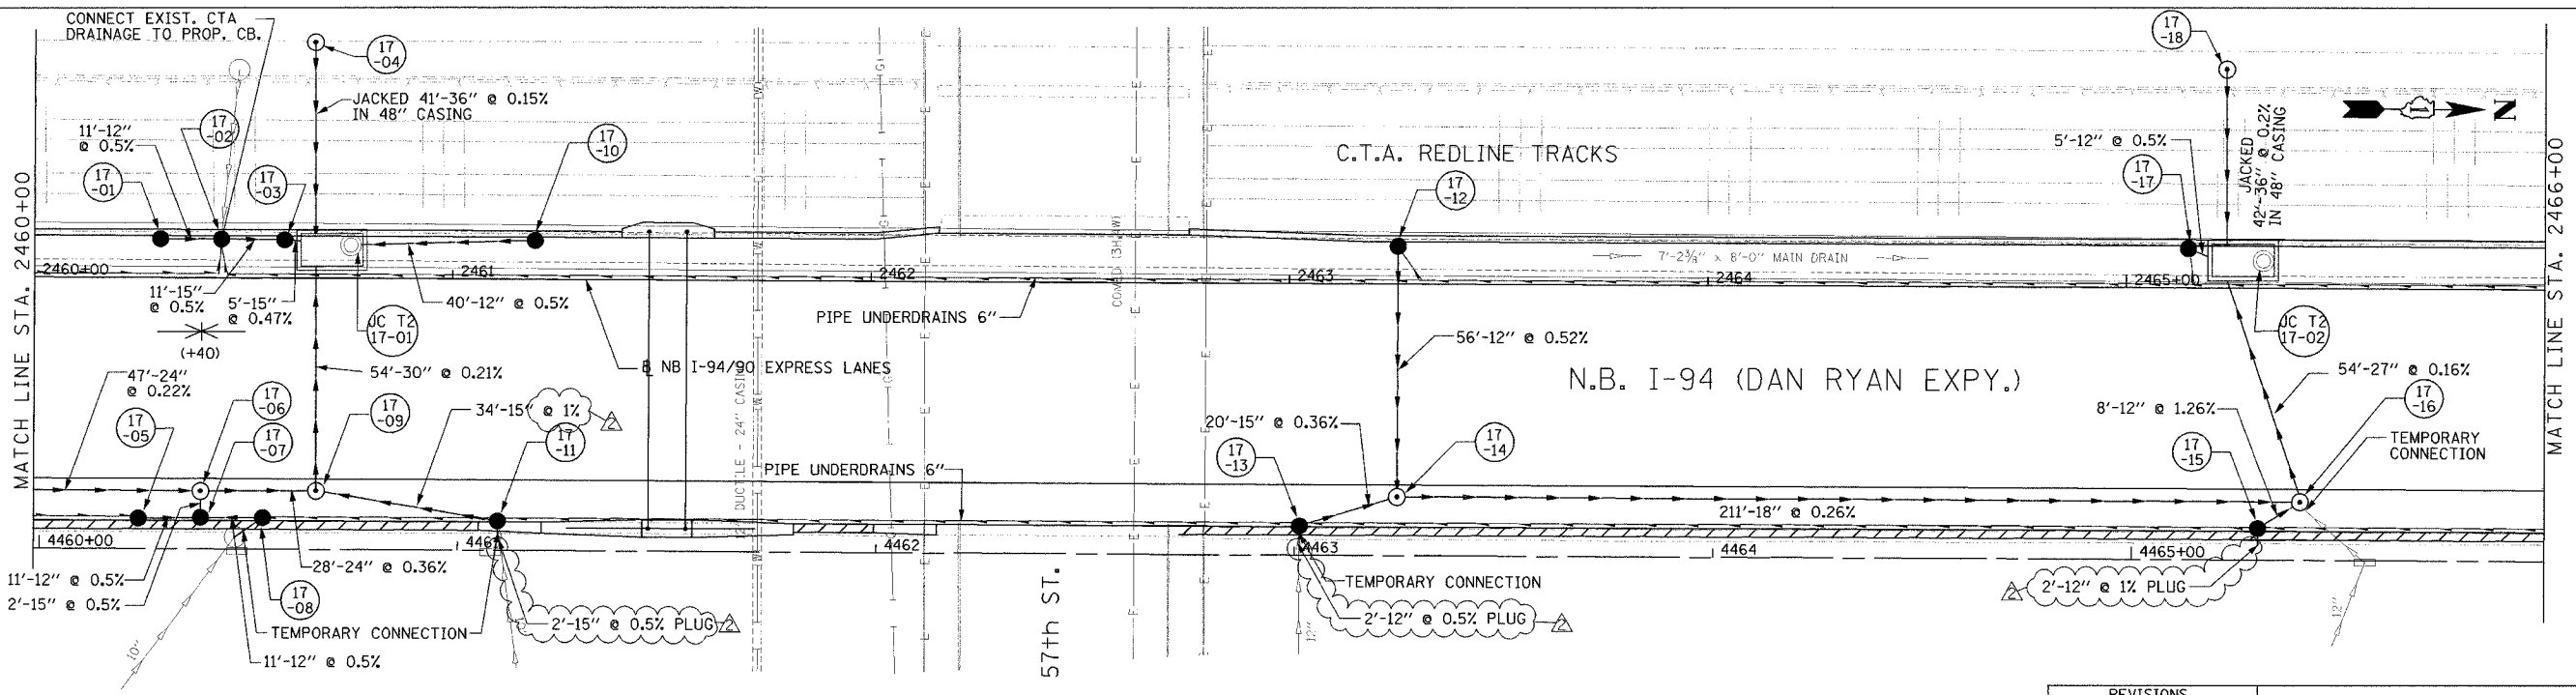 CONNECT EXIST. CTA
DRAINAGE TO PROP. CB.
17
-04
17
-18
JACKED 41'-36" @ 0.15%
IN 48" CASING
17
-02
11'-12"
@ 0.5%
17
-01
17
-03
17
-10
C.T.A. REDLINE TRACKS
17
-12
5'-12" @ 0.5%
17
-17
JACKED
42'-36" @ 0.2%
IN 48" CASING
N
MATCH LINE STA. 2460+00
MATCH LINE STA. 2466+00
2460+00
2461
2462
2463
2464
2465+00
7'-2⅜" x 8'-0" MAIN DRAIN
11'-15"
@ 0.5%
5'-15"
@ 0.47%
40'-12" @ 0.5%
JC T2
17-01
PIPE UNDERDRAINS 6"
(+40)
56'-12" @ 0.52%
JC T2
17-02
47'-24"
@ 0.22%
54'-30" @ 0.21%
NB I-94/90 EXPRESS LANES
N.B. I-94 (DAN RYAN EXPY.)
54'-27" @ 0.16%
17
-05
17
-06
17
-07
17
-09
34'-15" @ 1%
2
17
-11
DUCTILE - 24" CASING
20'-15" @ 0.36%
17
-13
17
-14
8'-12" @ 1.26%
17
-15
17
-16
TEMPORARY
CONNECTION
PIPE UNDERDRAINS 6"
211'-18" @ 0.26%
4460+00
4461
4462
4463
4464
4465+00
11'-12" @ 0.5%
2'-15" @ 0.5%
28'-24" @ 0.36%
17
-08
TEMPORARY CONNECTION
11'-12" @ 0.5%
10"
2'-15" @ 0.5% PLUG
2
57th ST.
TEMPORARY CONNECTION
2'-12" @ 0.5% PLUG
2
12"
2
2'-12" @ 1% PLUG
12"
REVISIONS